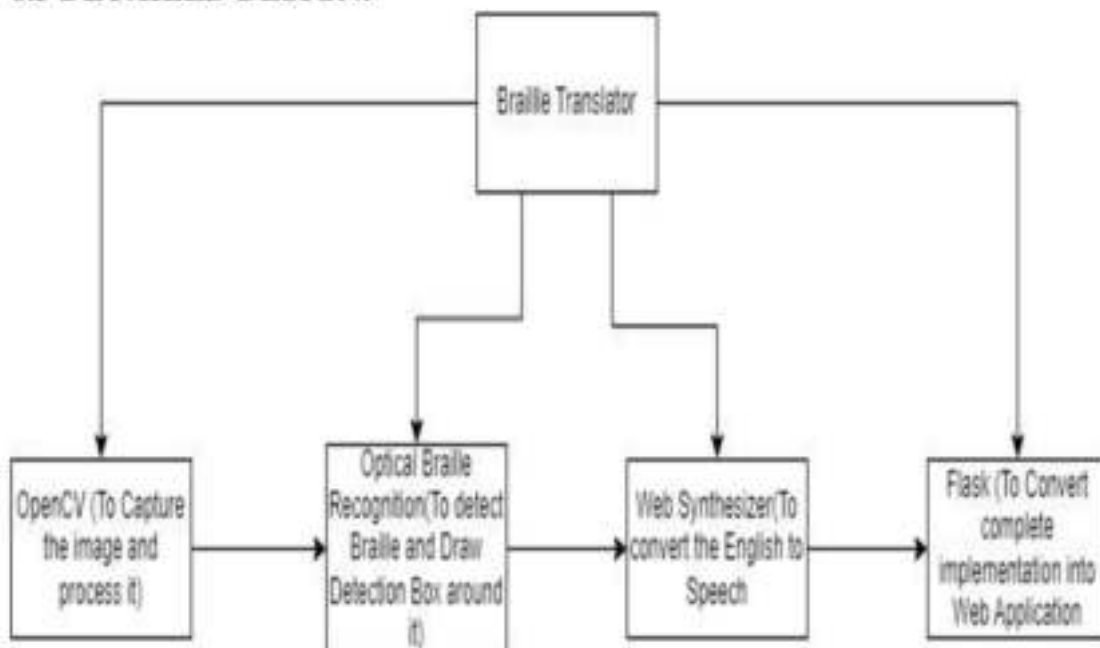 Braille Translator
OpenCV (To Capture
the image and
process it)
Optical Braille
Recognition(To detect
Braille and Draw
Detection Box around
it)
Web Synthesizer(To
convert the English to
Speech
Flask (To Convert
complete
implementation into
Web Application